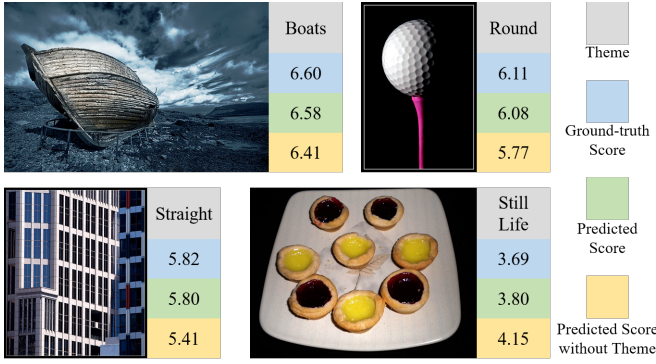 Boats
6.60
6.58
6.41
Round
6.11
6.08
5.77
Theme
Ground-truth
Score
Predicted
Score
Predicted Score
without Theme
Straight
5.82
5.80
5.41
Still
Life
3.69
3.80
4.15